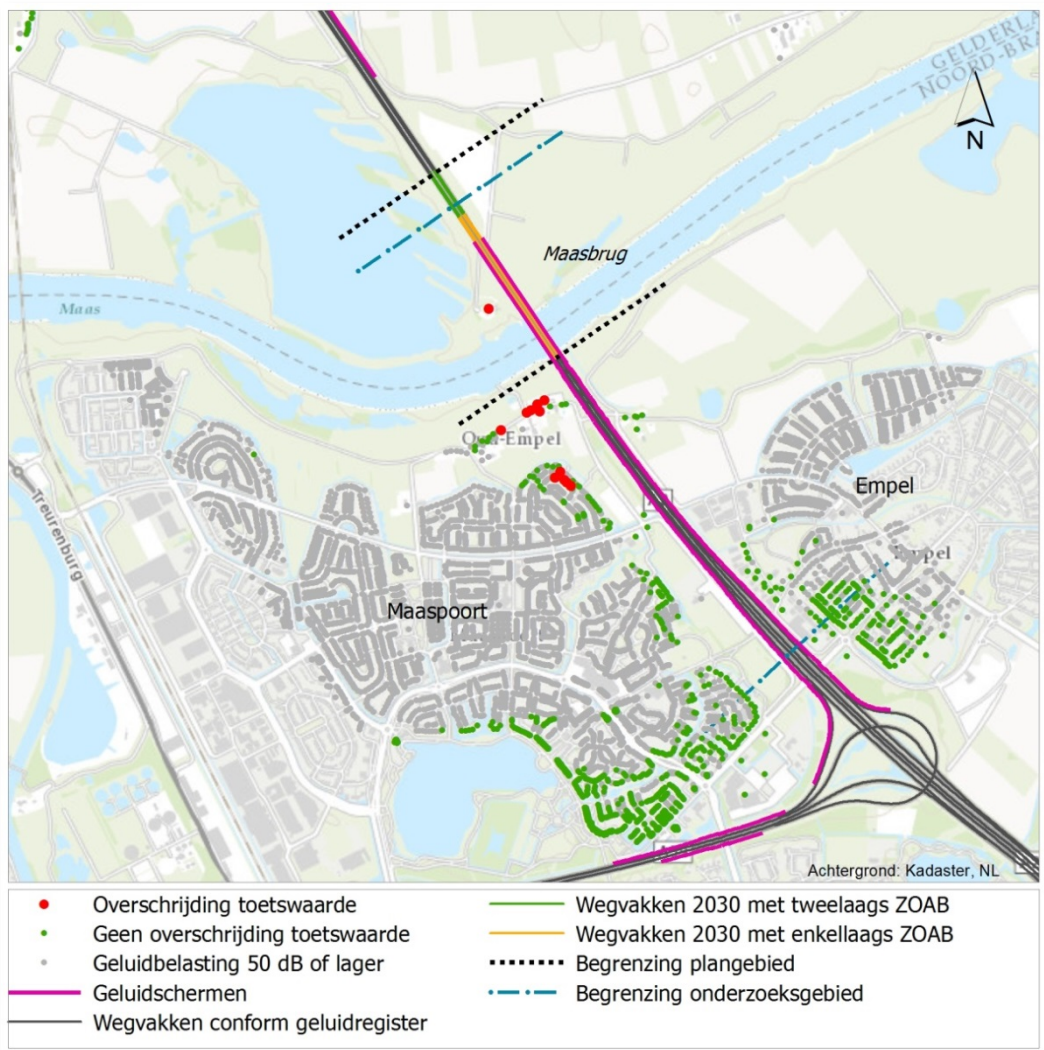 GELDERLA
NOORD-BRA
N
Maasbrug
Maas
Oud-Empel
Empel
Empel
Treurenburg
Maaspoort
Achtergrond: Kadaster, NL
Overschrijding toetswaarde
Geen overschrijding toetswaarde
Geluidbelasting 50 dB of lager
Geluidschermen
Wegvakken conform geluidregister
Wegvakken 2030 met tweelaags ZOAB
Wegvakken 2030 met enkellaags ZOAB
Begrenzing plangebied
Begrenzing onderzoeksgebied